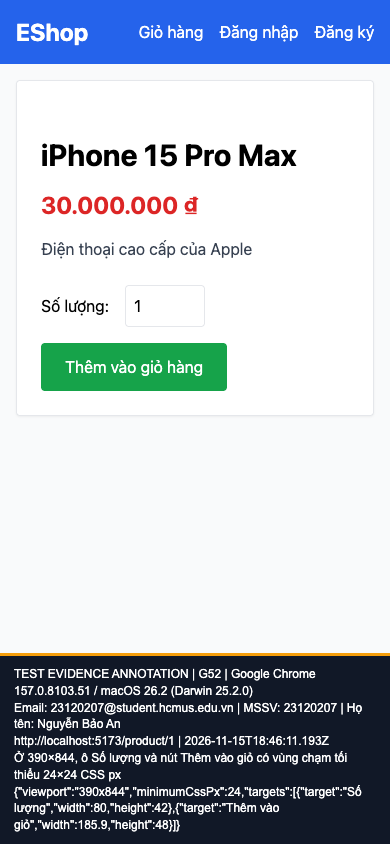 EShop Giỏ hàng Đăng nhập Đăng ký
iPhone 15 Pro Max
30.000.000 ₫
Điện thoại cao cấp của Apple
Số lượng: 1
Thêm vào giỏ hàng
TEST EVIDENCE ANNOTATION | G52 | Google Chrome
157.0.8103.51 / macOS 26.2 (Darwin 25.2.0)
Email: 23120207@student.hcmus.edu.vn | MSSV: 23120207 | Họ
tên: Nguyễn Bảo An
http://localhost:5173/product/1 | 2026-11-15T18:46:11.193Z
Ở 390×844, ô Số lượng và nút Thêm vào giỏ có vùng chạm tối
thiểu 24×24 CSS px
{"viewport":"390x844","minimumCssPx":24,"targets":[{"target":"Số
lượng","width":80,"height":42},{"target":"Thêm vào
giỏ","width":185.9,"height":48}]}